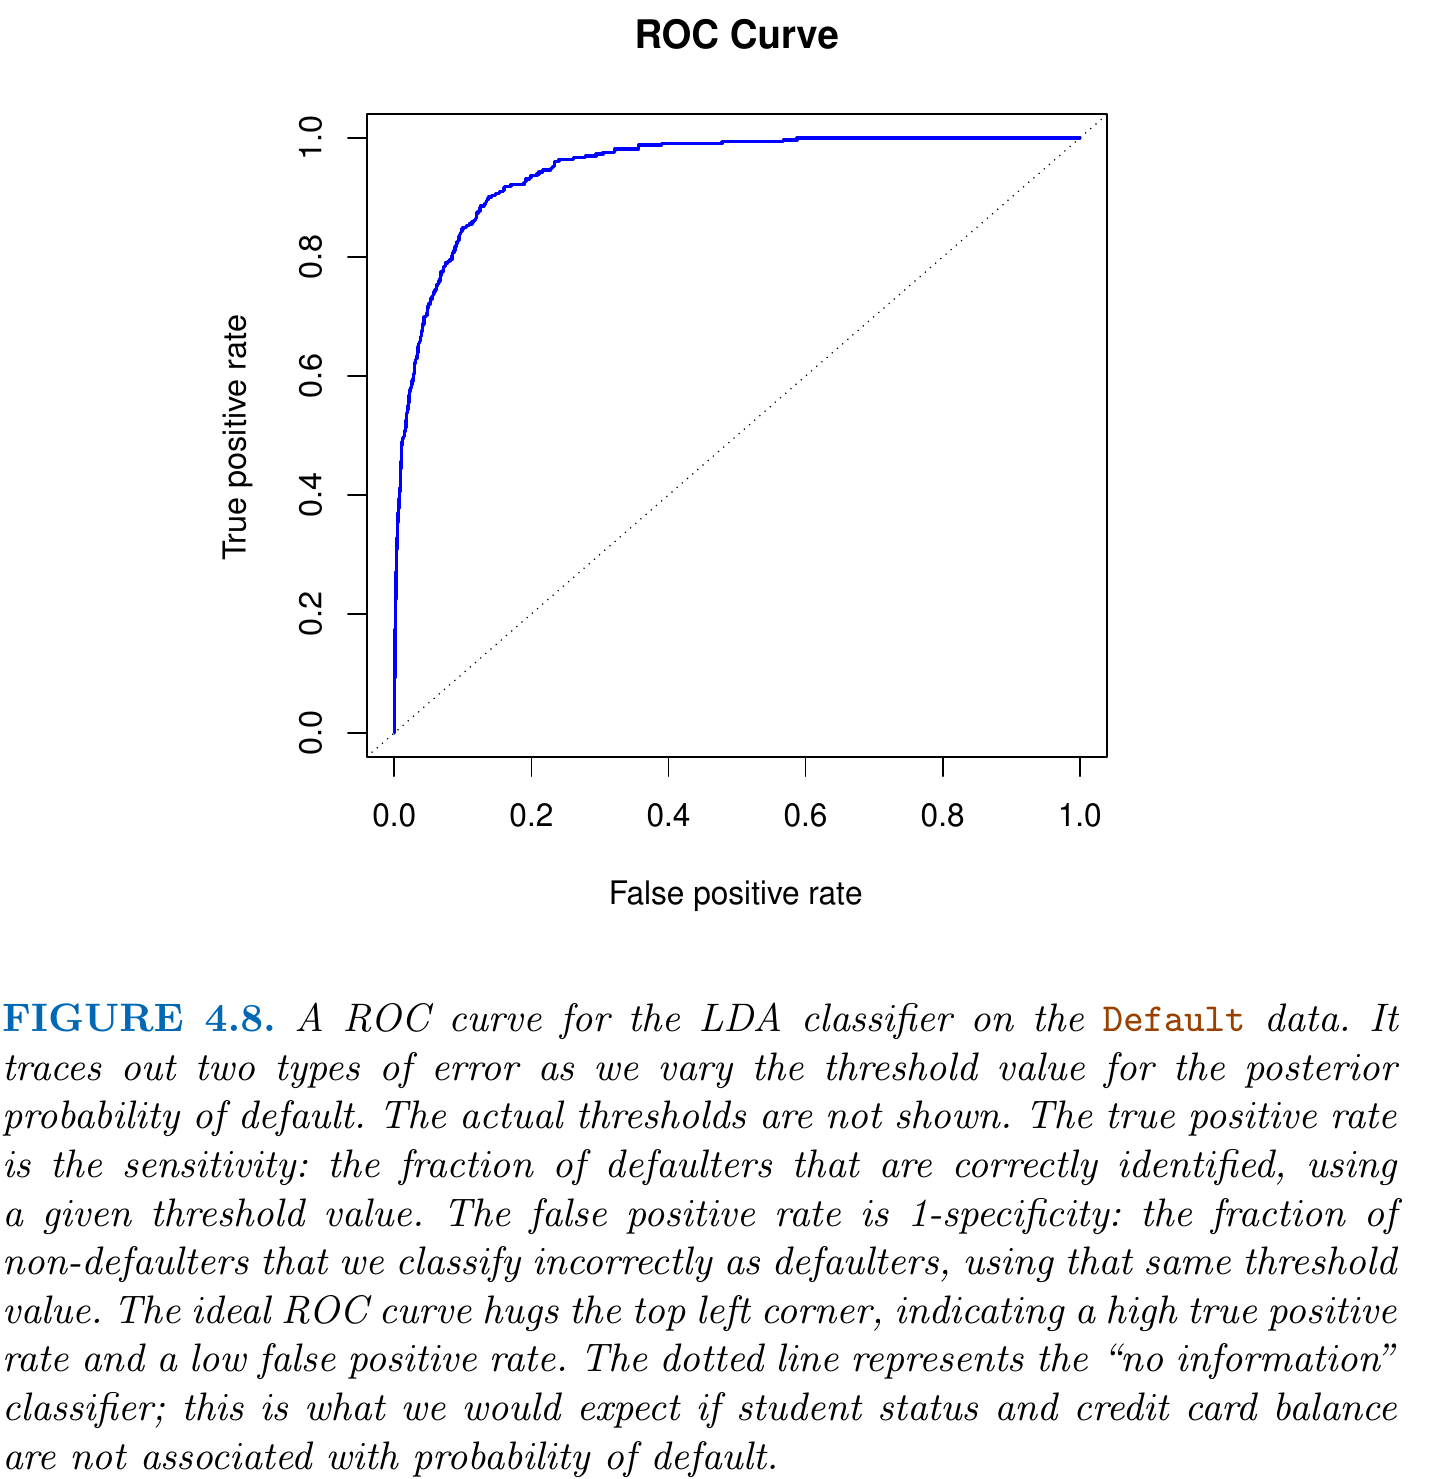 ROC Curve
1.0
0.8
0.6
0.4
0.2
0.0
True positive rate
0.0 0.2 0.4 0.6 0.8 1.0
False positive rate
FIGURE 4.8. A ROC curve for the LDA classifier on the Default data. It
traces out two types of error as we vary the threshold value for the posterior
probability of default. The actual thresholds are not shown. The true positive rate
is the sensitivity: the fraction of defaulters that are correctly identified, using
a given threshold value. The false positive rate is 1-specificity: the fraction of
non-defaulters that we classify incorrectly as defaulters, using that same threshold
value. The ideal ROC curve hugs the top left corner, indicating a high true positive
rate and a low false positive rate. The dotted line represents the “no information”
classifier; this is what we would expect if student status and credit card balance
are not associated with probability of default.